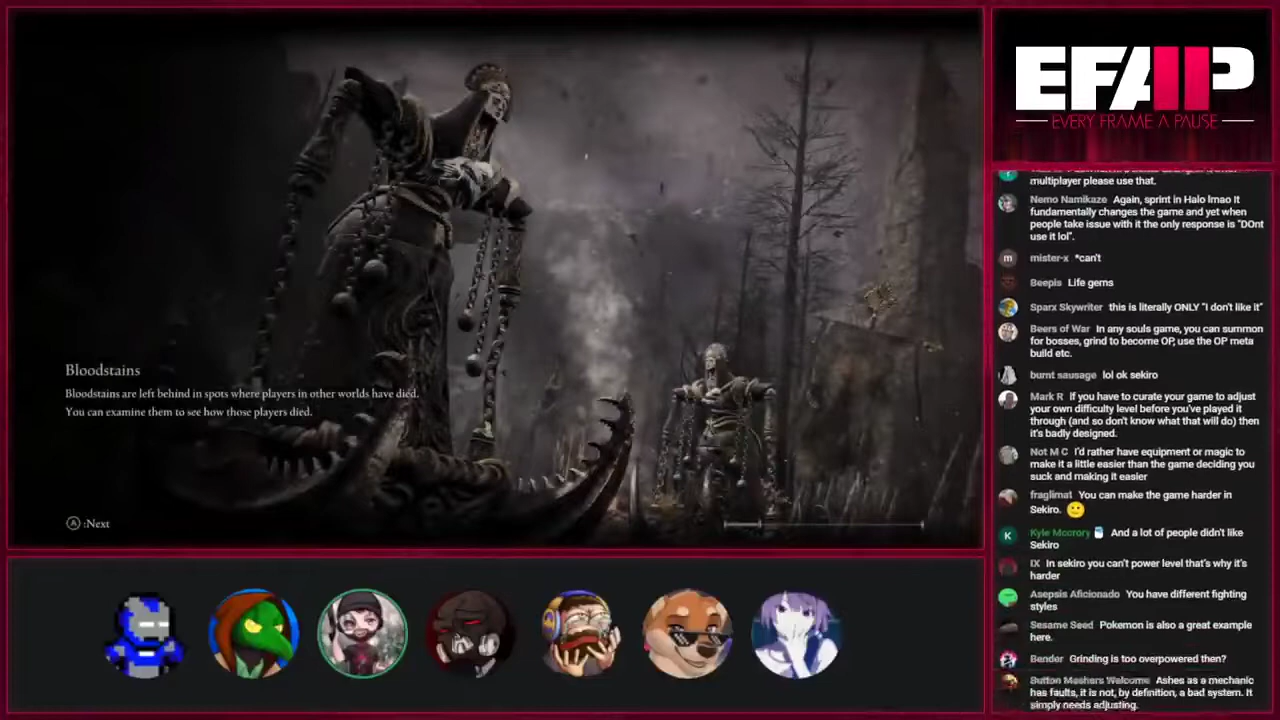 Bloodstains
Bloodstains are left behind in spots where players in other worlds have died.
You can examine them to see how those players died.
A :Next
EFAP
EVERY FRAME A PAUSE
multiplayer please use that.
Nemo Namikaze Again, sprint in Halo lmao It
fundamentally changes the game and yet when
people take issue with it the only response is "DOnt
use it lol".
m mister-x *can't
Beepis Life gems
Sparx Skywriter this is literally ONLY "I don't like it"
Beers of War In any souls game, you can summon
for bosses, grind to become OP, use the OP meta
build etc.
burnt sausage lol ok sekiro
Mark R If you have to curate your game to adjust
your own difficulty level before you've played it
through (and so don't know what that will do) then
it's badly designed.
Not M C I'd rather have equipment or magic to
make it a little easier than the game deciding you
suck and making it easier
fraglimat You can make the game harder in
Sekiro. 🙂
K Kyle Mccrory And a lot of people didn't like
Sekiro
IX In sekiro you can't power level that's why it's
harder
Asepsis Aficionado You have different fighting
styles
Sesame Seed Pokemon is also a great example
here.
Bender Grinding is too overpowered then?
Button Mashers Welcome Ashes as a mechanic
has faults, it is not, by definition, a bad system. It
simply needs adjusting.